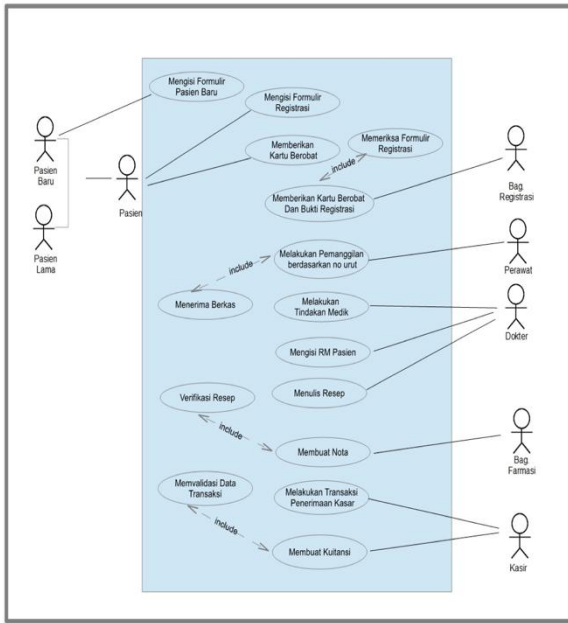 Mengisi Formulir
Pasien Baru
Mengisi Formulir
Registrasi
Memeriksa Formulir
Registrasi
Memberikan
Kartu Berobat
include
Memberikan Kartu Berobat
Dan Bukti Registrasi
Pasien
Baru
Pasien
Pasien
Lama
Bag.
Registrasi
Melakukan Pemanggilan
berdasarkan no urut
include
Menerima Berkas
Perawat
Melakukan
Tindakan Medik
Dokter
Mengisi RM Pasien
Menulis Resep
Verifikasi Resep
include
Membuat Nota
Bag.
Farmasi
Memvalidasi Data
Transaksi
Melakukan Transaksi
Penerimaan Kasar
include
Membuat Kuitansi
Kasir